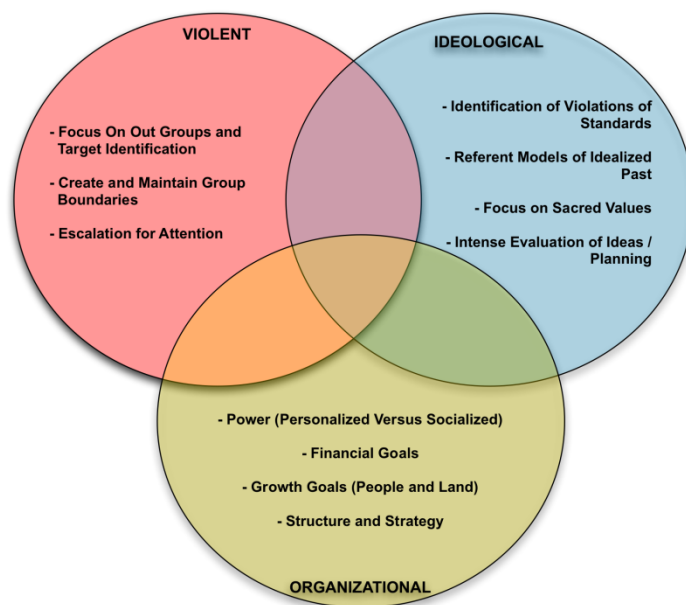 VIOLENT
- Focus On Out Groups and
Target Identification
- Create and Maintain Group
Boundaries
- Escalation for Attention
IDEOLOGICAL
- Identification of Violations of
Standards
- Referent Models of Idealized
Past
- Focus on Sacred Values
- Intense Evaluation of Ideas /
Planning
- Power (Personalized Versus Socialized)
- Financial Goals
- Growth Goals (People and Land)
- Structure and Strategy
ORGANIZATIONAL